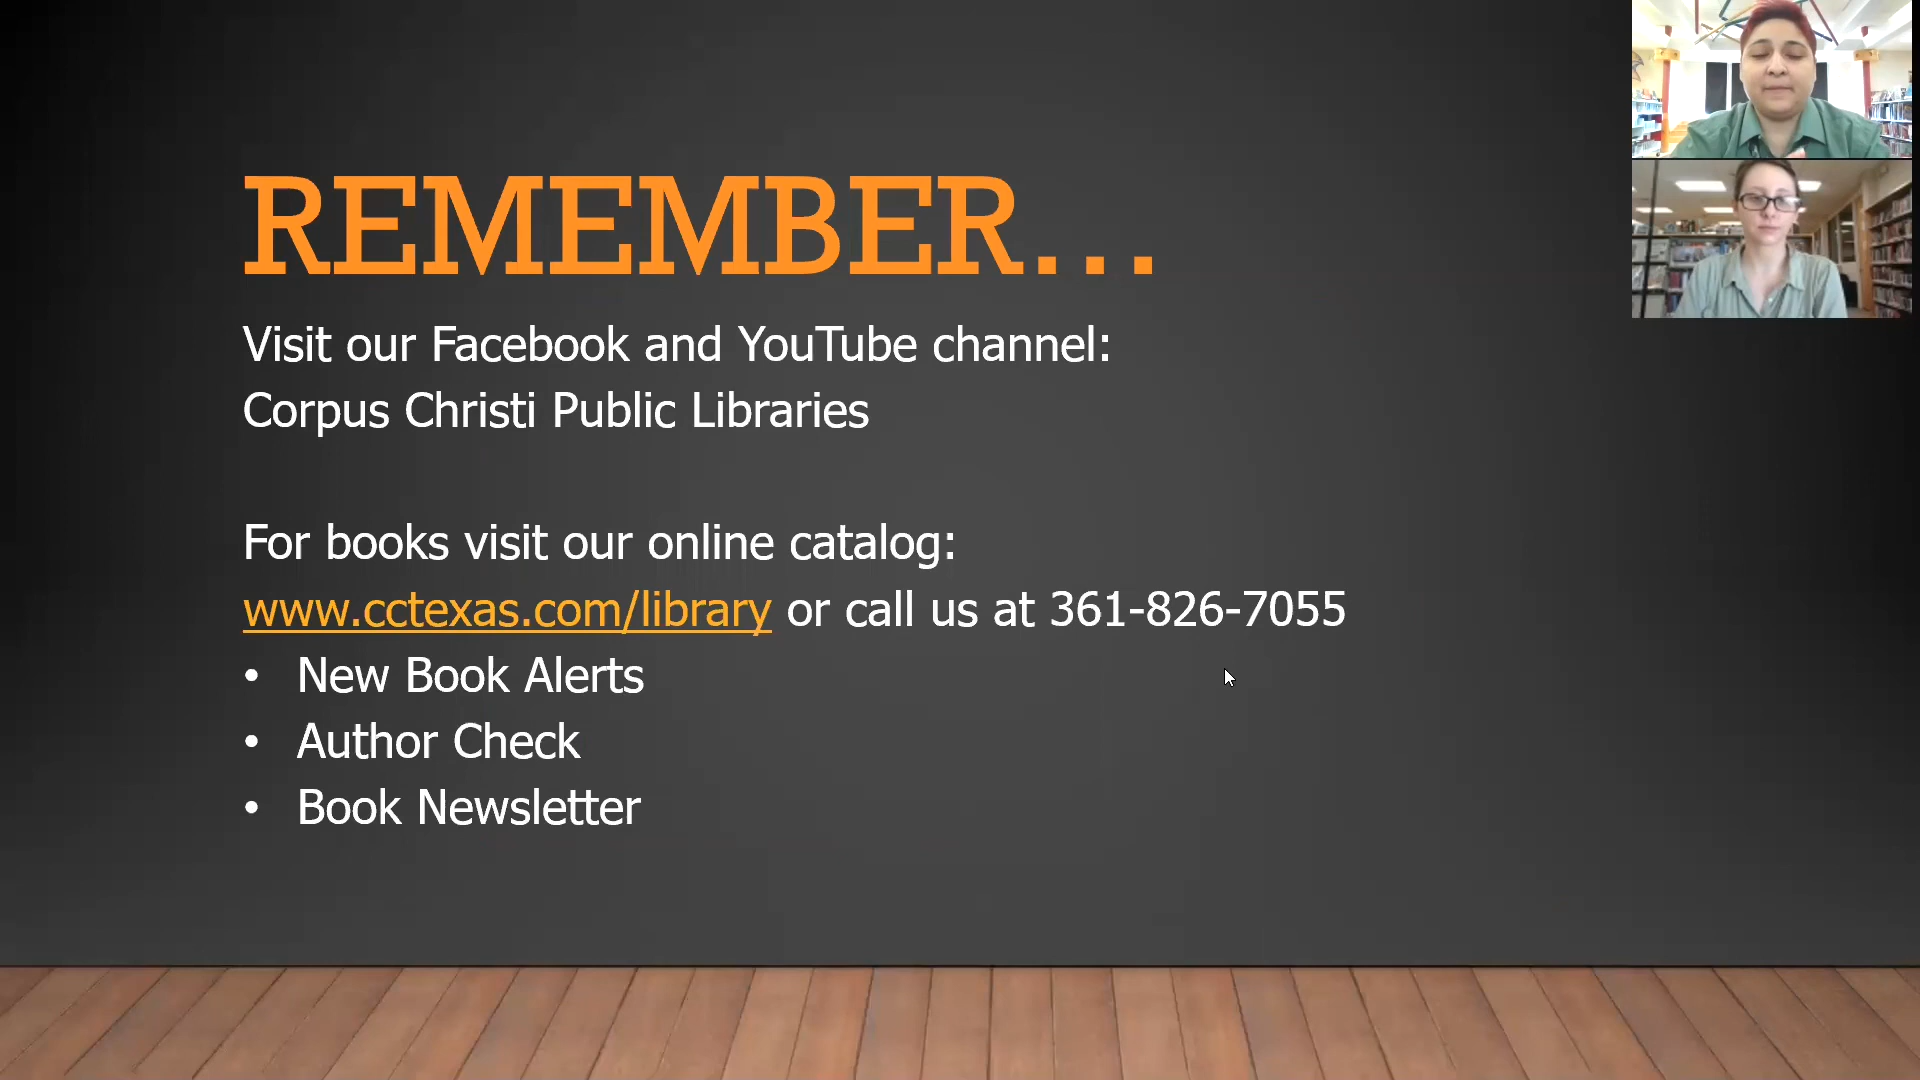 REMEMBER...
Visit our Facebook and YouTube channel:
Corpus Christi Public Libraries
For books visit our online catalog:
www.cctexas.com/library or call us at 361-826-7055
• New Book Alerts
• Author Check
• Book Newsletter